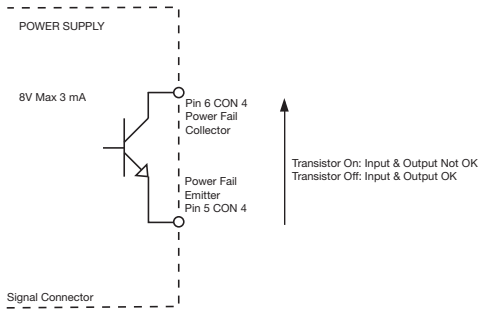 POWER SUPPLY
8V Max 3 mA
Pin 6 CON 4
Power Fail
Collector
Transistor On: Input & Output Not OK
Transistor Off: Input & Output OK
Power Fail
Emitter
Pin 5 CON 4
Signal Connector